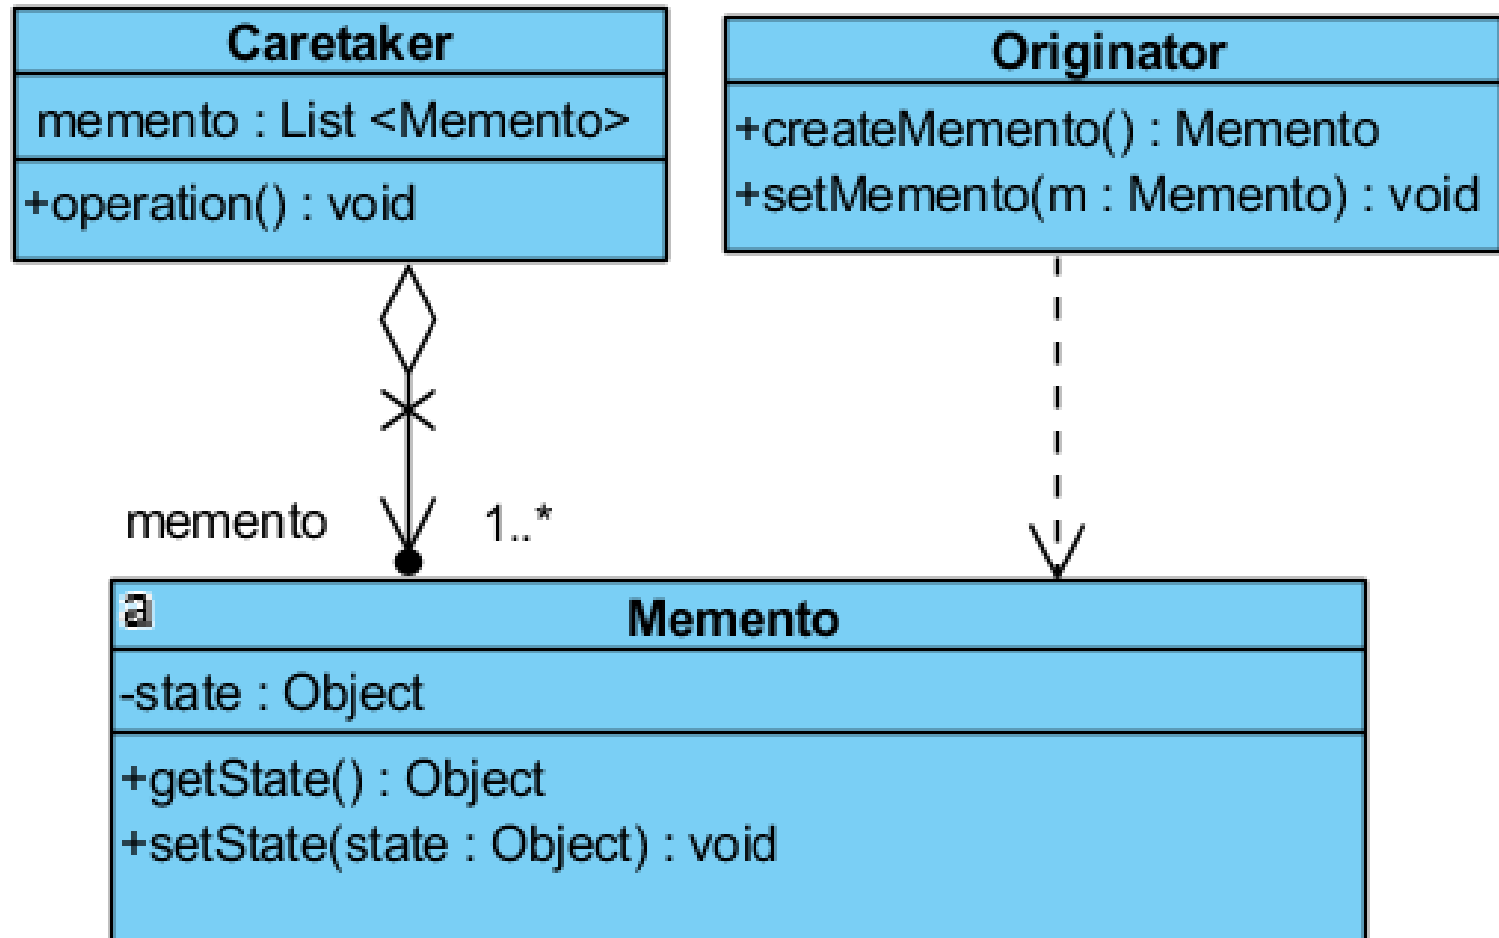 Caretaker
memento : List <Memento>
+operation() : void
Originator
+createMemento() : Memento
+setMemento(m : Memento) : void
memento
1..*
a
Memento
-state : Object
+getState() : Object
+setState(state : Object) : void